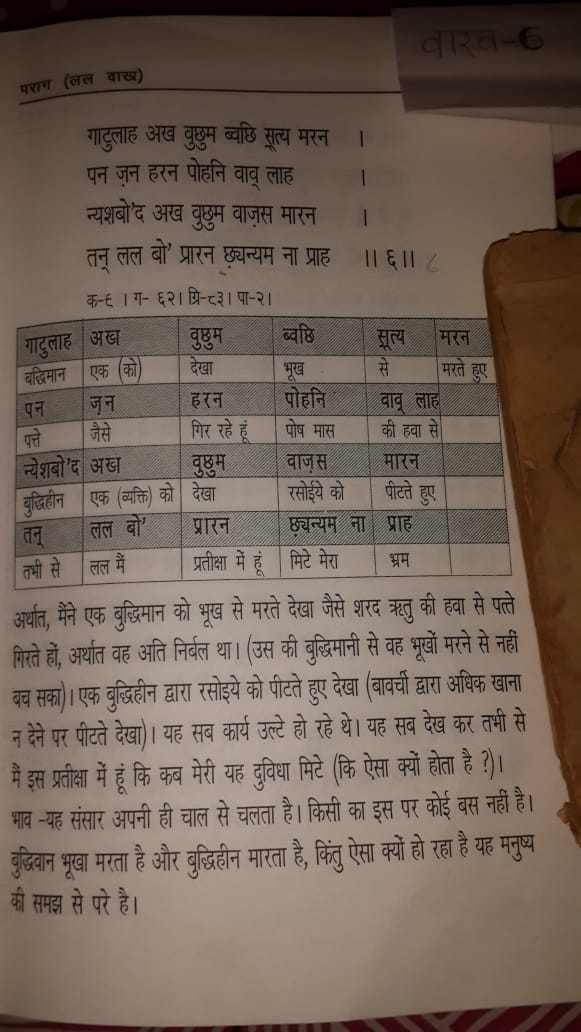 वाख-6
पराग (लल वाख)
गाटुलाह अख वुछुम ब्वछि सूत्य मरन ।
पन ज़न हरन पोहनि वाव् लाह ।
न्यशबो'द अख वुछुम वाज़स मारन ।
तन् लल बो' प्रारन छ़्यन्यम ना प्राह ।। ६।।
क-९ । ग- ६२। ग्रि-८३। पा-२।
गाटुलाह अख वुछुम ब्वछि सूत्य मरन
बद्धिमान एक (को) देखा भूख से मरते हुए
पन ज़न हरन पोहनि वाव् लाह
पत्ते जैसे गिर रहे हूं पोष मास की हवा से
न्येशबो'द अख वुछुम वाज़स मारन
बुद्धिहीन एक (व्यक्ति) को देखा रसोईये को पीटते हुए
तन् लल बो' प्रारन छ़्यन्यम ना प्राह
तभी से लल मैं प्रतीक्षा में हूं मिटे मेरा भ्रम
अर्थात, मैंने एक बुद्धिमान को भूख से मरते देखा जैसे शरद ऋतु की हवा से पत्ते
गिरते हों, अर्थात वह अति निर्बल था। (उस की बुद्धिमानी से वह भूखों मरने से नहीं
बच सका)। एक बुद्धिहीन द्वारा रसोइये को पीटते हुए देखा (बावर्ची द्वारा अधिक खाना
न देने पर पीटते देखा)। यह सब कार्य उल्टे हो रहे थे। यह सब देख कर तभी से
मैं इस प्रतीक्षा में हूं कि कब मेरी यह दुविधा मिटे (कि ऐसा क्यों होता है ?)।
भाव -यह संसार अपनी ही चाल से चलता है। किसी का इस पर कोई बस नहीं है।
बुद्धिवान भूखा मरता है और बुद्धिहीन मारता है, किंतु ऐसा क्यों हो रहा है यह मनुष्य
की समझ से परे है।